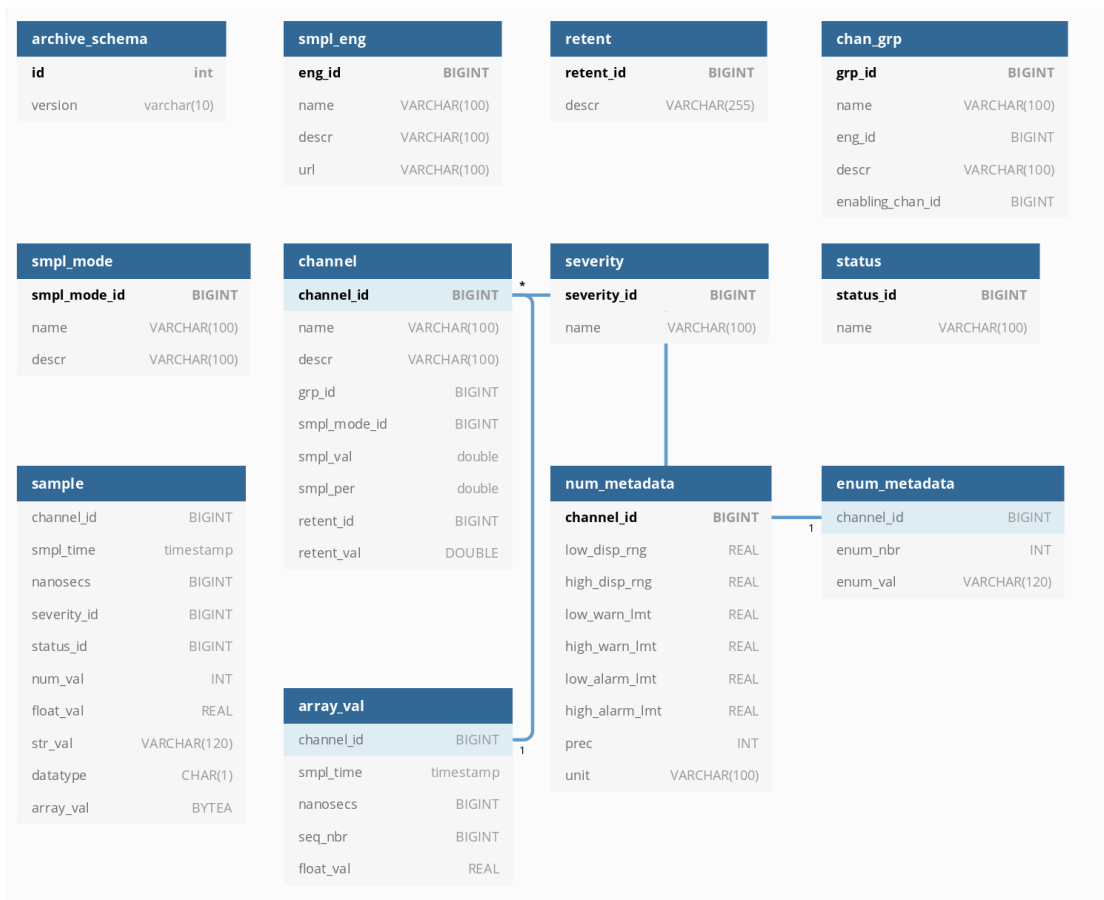 archive_schema
id int
version varchar(10)
smpl_eng
eng_id BIGINT
name VARCHAR(100)
descr VARCHAR(100)
url VARCHAR(100)
retent
retent_id BIGINT
descr VARCHAR(255)
chan_grp
grp_id BIGINT
name VARCHAR(100)
eng_id BIGINT
descr VARCHAR(100)
enabling_chan_id BIGINT
smpl_mode
smpl_mode_id BIGINT
name VARCHAR(100)
descr VARCHAR(100)
channel
channel_id BIGINT
name VARCHAR(100)
descr VARCHAR(100)
grp_id BIGINT
smpl_mode_id BIGINT
smpl_val double
smpl_per double
retent_id BIGINT
retent_val DOUBLE
*
severity
severity_id BIGINT
name VARCHAR(100)
status
status_id BIGINT
name VARCHAR(100)
sample
channel_id BIGINT
smpl_time timestamp
nanosecs BIGINT
severity_id BIGINT
status_id BIGINT
num_val INT
float_val REAL
str_val VARCHAR(120)
datatype CHAR(1)
array_val BYTEA
array_val
channel_id BIGINT
1
smpl_time timestamp
nanosecs BIGINT
seq_nbr BIGINT
float_val REAL
num_metadata
channel_id BIGINT
low_disp_rng REAL
high_disp_rng REAL
low_warn_lmt REAL
high_warn_lmt REAL
low_alarm_lmt REAL
high_alarm_lmt REAL
prec INT
unit VARCHAR(100)
1
enum_metadata
channel_id BIGINT
enum_nbr INT
enum_val VARCHAR(120)